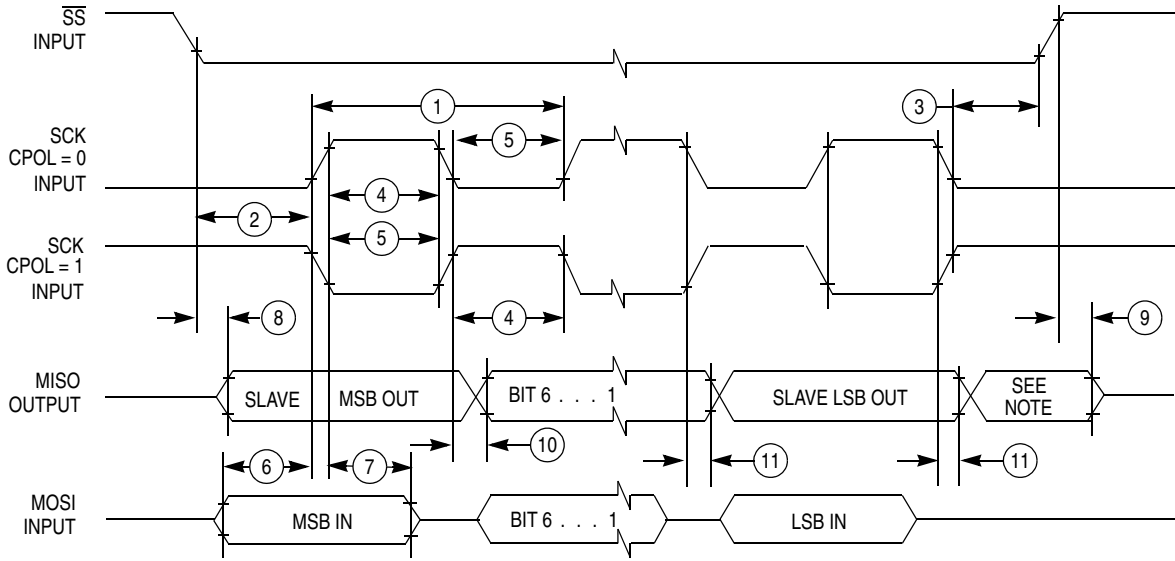 SS
INPUT
1
3
SCK
CPOL = 0
INPUT
5
4
2
5
SCK
CPOL = 1
INPUT
4
8
9
MISO
OUTPUT
SLAVE MSB OUT
BIT 6 . . . 1
SLAVE LSB OUT
SEE
NOTE
10
11
11
6
7
MOSI
INPUT
MSB IN
BIT 6 . . . 1
LSB IN